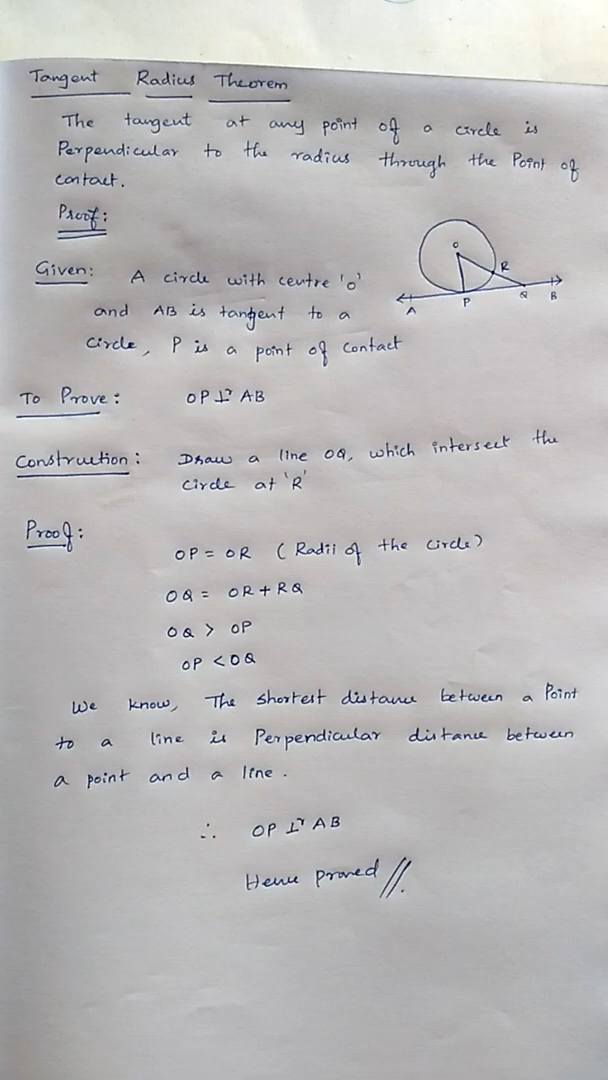 Tangent Radius Theorem
The tangent at any point of a circle is
Perpendicular to the radius through the Point of
contact.
Proof:
Given: A circle with centre 'o'
and AB is tangent to a
circle, P is a point of contact
O
R
A
P
Q
B
To Prove: OP ⊥r AB
Construction: Draw a line OQ, which intersect the
circle at 'R'
Proof:
OP = OR (Radii of the circle)
OQ = OR + RQ
OQ > OP
OP < OQ
We know, The shortest distance between a Point
to a line is Perpendicular distance between
a point and a line.
∴ OP ⊥r AB
Hence proved //.